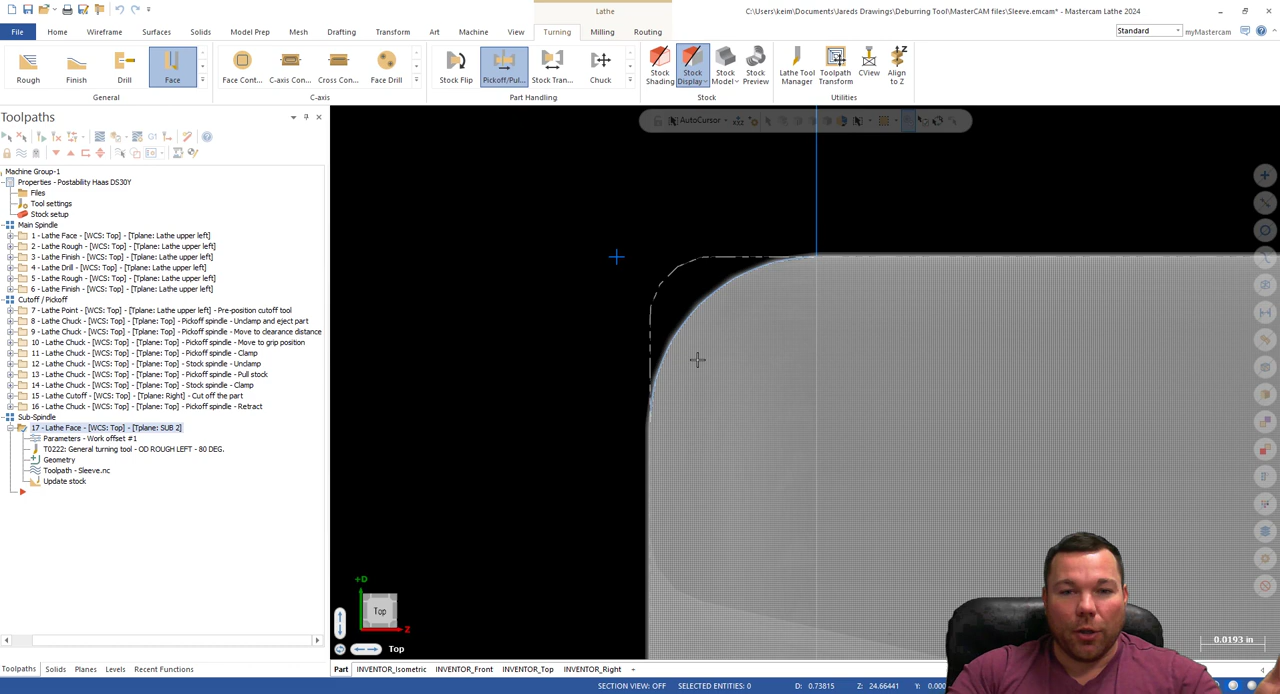 Lathe
C:\Users\keim\Documents\Jareds Drawings\Deburring Tool\MasterCAM files\Sleeve.emcam* - Mastercam Lathe 2024
File Home Wireframe Surfaces Solids Model Prep Mesh Drafting Transform Art Machine View Turning Milling Routing
Standard myMastercam
Rough Finish Drill Face Face Cont... C-axis Con... Cross Con... Face Drill Stock Flip Pickoff/Pul... Stock Tran... Chuck Stock Shading Stock Display Stock Model Stock Preview Lathe Tool Manager Toolpath Transform CView Align to Z
General C-axis Part Handling Stock Utilities
Toolpaths
AutoCursor
G1
Machine Group-1
Properties - Postability Haas DS30Y
Files
Tool settings
Stock setup
Main Spindle
1 - Lathe Face - [WCS: Top] - [Tplane: Lathe upper left]
2 - Lathe Rough - [WCS: Top] - [Tplane: Lathe upper left]
3 - Lathe Finish - [WCS: Top] - [Tplane: Lathe upper left]
4 - Lathe Drill - [WCS: Top] - [Tplane: Lathe upper left]
5 - Lathe Rough - [WCS: Top] - [Tplane: Lathe upper left]
6 - Lathe Finish - [WCS: Top] - [Tplane: Lathe upper left]
Cutoff / Pickoff
7 - Lathe Point - [WCS: Top] - [Tplane: Lathe upper left] - Pre-position cutoff tool
8 - Lathe Chuck - [WCS: Top] - [Tplane: Top] - Pickoff spindle - Unclamp and eject part
9 - Lathe Chuck - [WCS: Top] - [Tplane: Top] - Pickoff spindle - Move to clearance distance
10 - Lathe Chuck - [WCS: Top] - [Tplane: Top] - Pickoff spindle - Move to grip position
11 - Lathe Chuck - [WCS: Top] - [Tplane: Top] - Pickoff spindle - Clamp
12 - Lathe Chuck - [WCS: Top] - [Tplane: Top] - Stock spindle - Unclamp
13 - Lathe Chuck - [WCS: Top] - [Tplane: Top] - Pickoff spindle - Pull stock
14 - Lathe Chuck - [WCS: Top] - [Tplane: Top] - Stock spindle - Clamp
15 - Lathe Cutoff - [WCS: Top] - [Tplane: Right] - Cut off the part
16 - Lathe Chuck - [WCS: Top] - [Tplane: Top] - Pickoff spindle - Retract
Sub-Spindle
17 - Lathe Face - [WCS: Top] - [Tplane: SUB 2]
Parameters - Work offset #1
T0222: General turning tool - OD ROUGH LEFT - 80 DEG.
Geometry
Toolpath - Sleeve.nc
Update stock
+D
Top
Z
Top
0.0193 in
Toolpaths Solids Planes Levels Recent Functions
Part INVENTOR_Isometric INVENTOR_Front INVENTOR_Top INVENTOR_Right +
SECTION VIEW: OFF SELECTED ENTITIES: 0 D: 0.73815 Z: 24.66441 Y: 0.000